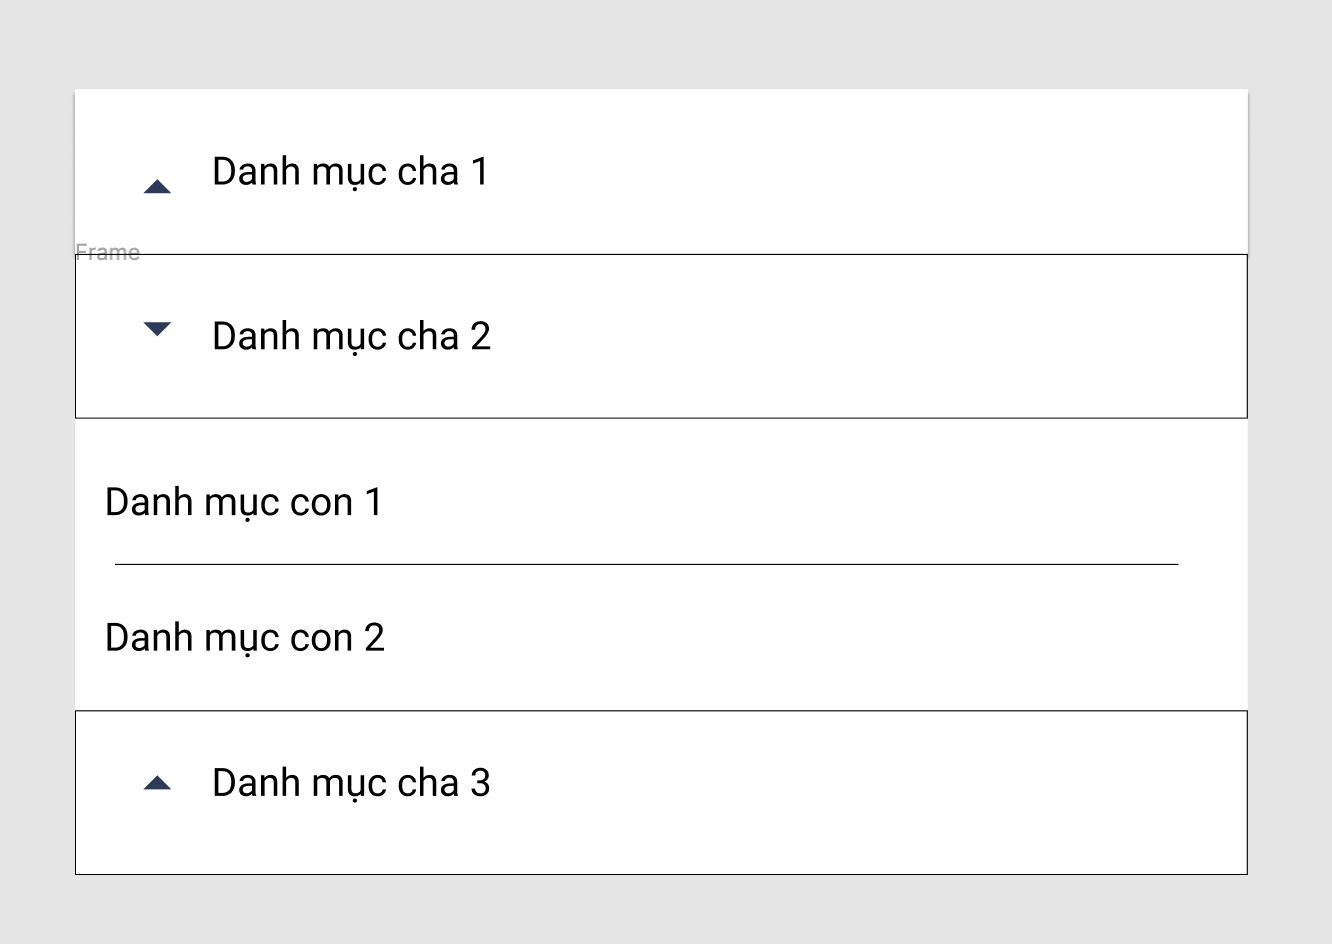 Danh mục cha 1
Frame
Danh mục cha 2
Danh mục con 1
Danh mục con 2
Danh mục cha 3